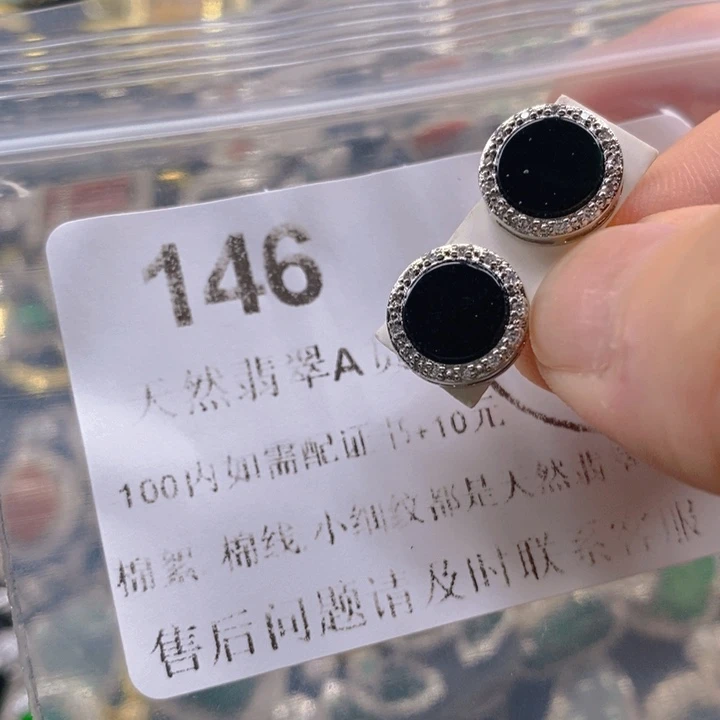 146
天然翡翠A
100内如需配证书+10元
棉絮 棉线.小细纹都是天然翡翠
售后问题请及时联系客服